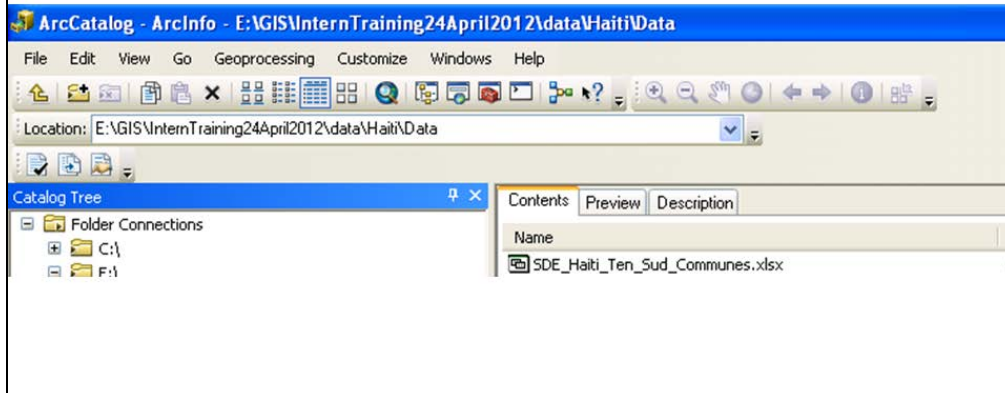 ArcCatalog - ArcInfo - E:\GIS\InternTraining24April2012\data\Haiti\Data
File Edit View Go Geoprocessing Customize Windows Help
Location: E:\GIS\InternTraining24April2012\data\Haiti\Data
Catalog Tree
Contents Preview Description
Folder Connections
Name
C:\
SDE_Haiti_Ten_Sud_Communes.xlsx
E:\